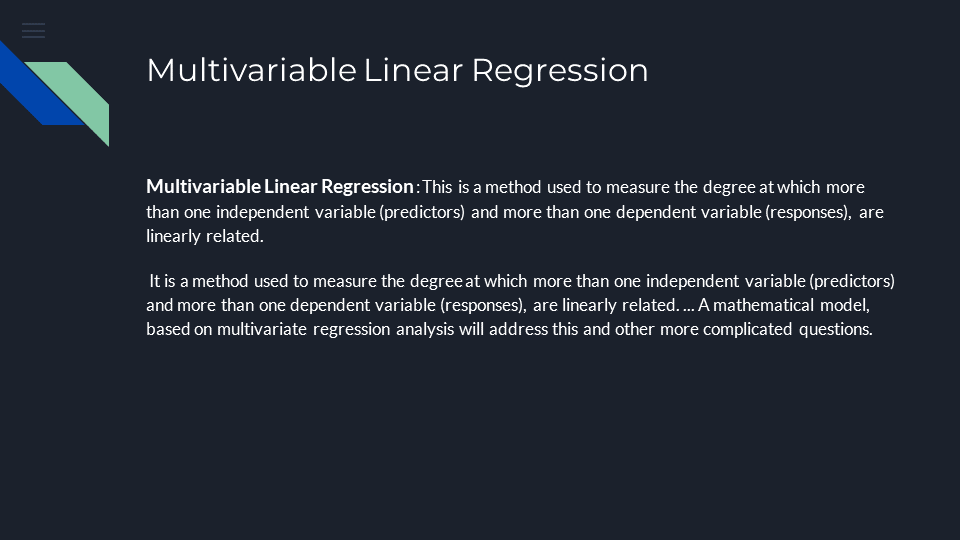 Multivariable Linear Regression
Multivariable Linear Regression: This is a method used to measure the degree at which more
than one independent variable (predictors) and more than one dependent variable (responses), are
linearly related.
It is a method used to measure the degree at which more than one independent variable (predictors)
and more than one dependent variable (responses), are linearly related. ... A mathematical model,
based on multivariate regression analysis will address this and other more complicated questions.